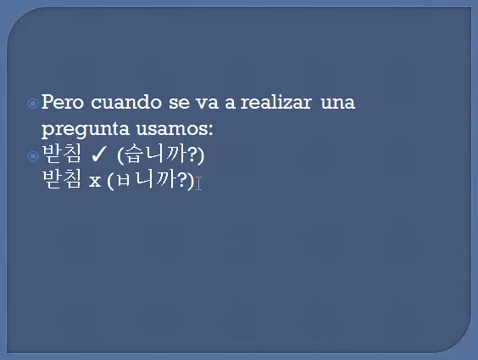 Pero cuando se va a realizar una
pregunta usamos:
받침 ✓ (습니까?)
받침 x (ㅂ니까?)